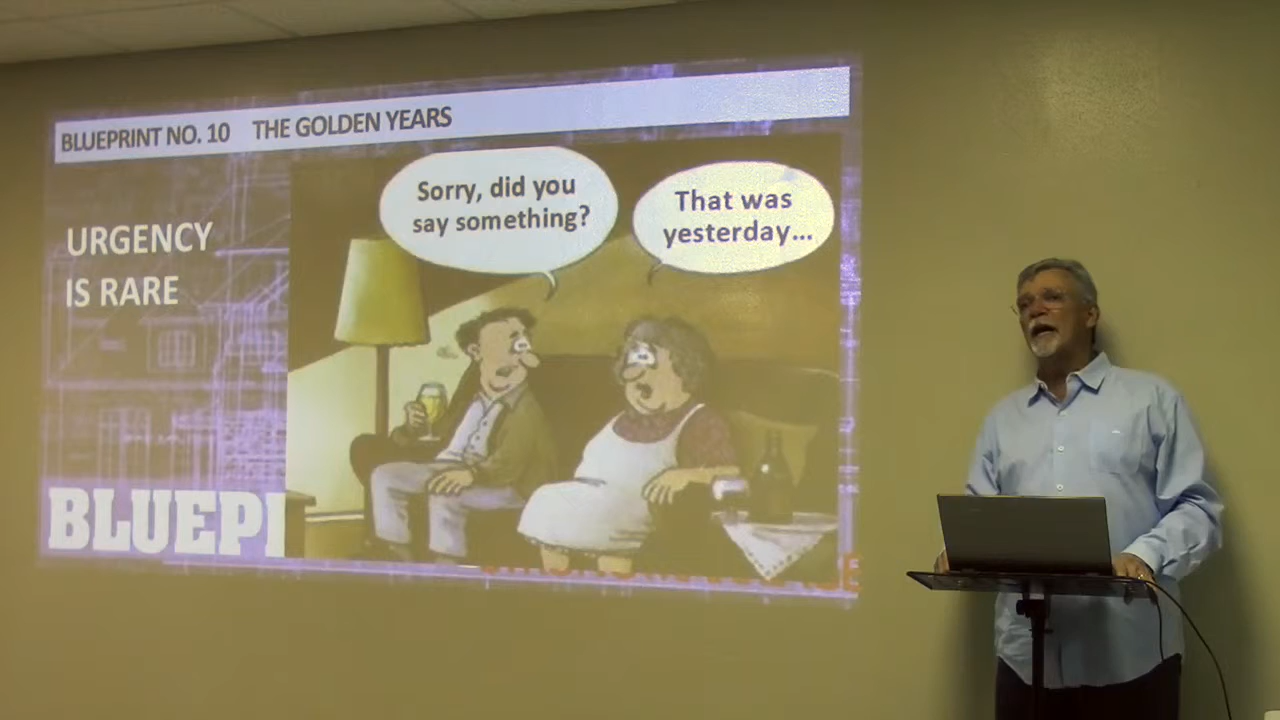 BLUEPRINT NO. 10 THE GOLDEN YEARS
URGENCY
IS RARE
Sorry, did you
say something?
That was
yesterday...
BLUEPI